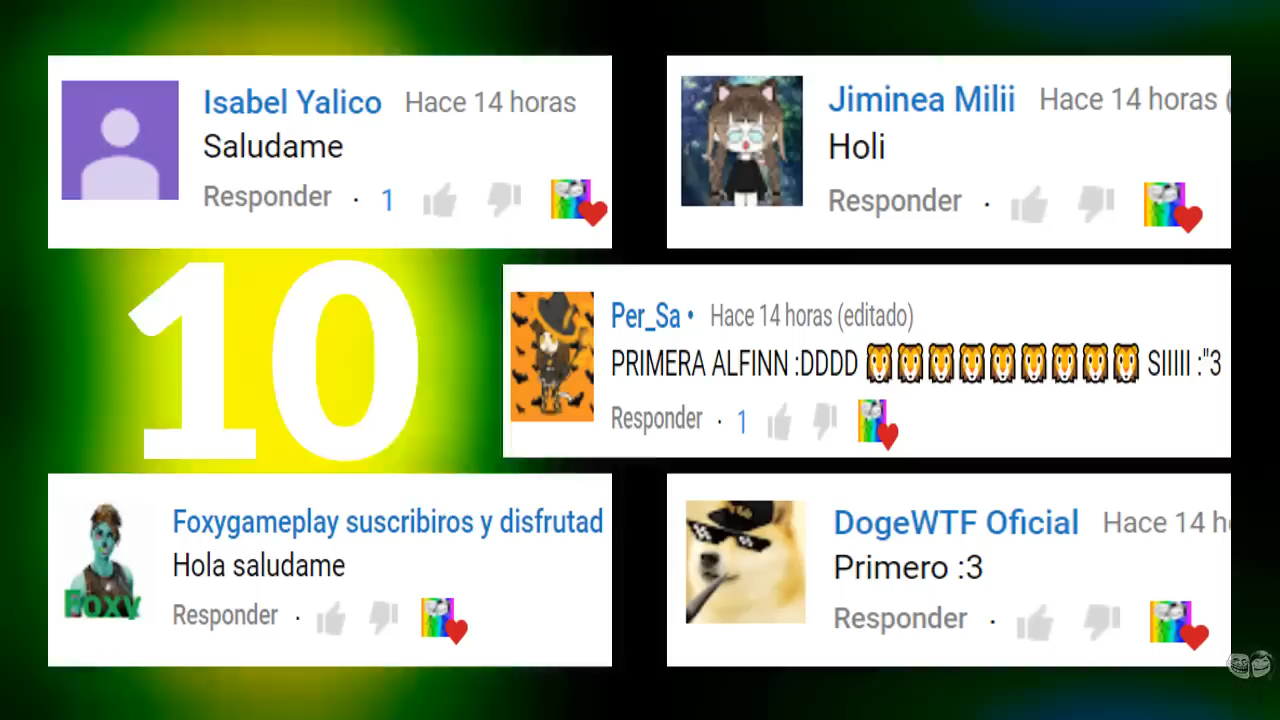 Isabel Yalico Hace 14 horas
Saludame
Responder · 1
Jiminea Milii Hace 14 horas (
Holi
Responder ·
10
Per_Sa • Hace 14 horas (editado)
PRIMERA ALFINN :DDDD 🐯🐯🐯🐯🐯🐯🐯🐯🐯 SIIIII :"3
Responder · 1
Foxygameplay suscribiros y disfrutad
Hola saludame
Responder ·
Foxy
DogeWTF Oficial Hace 14 h
Primero :3
Responder ·